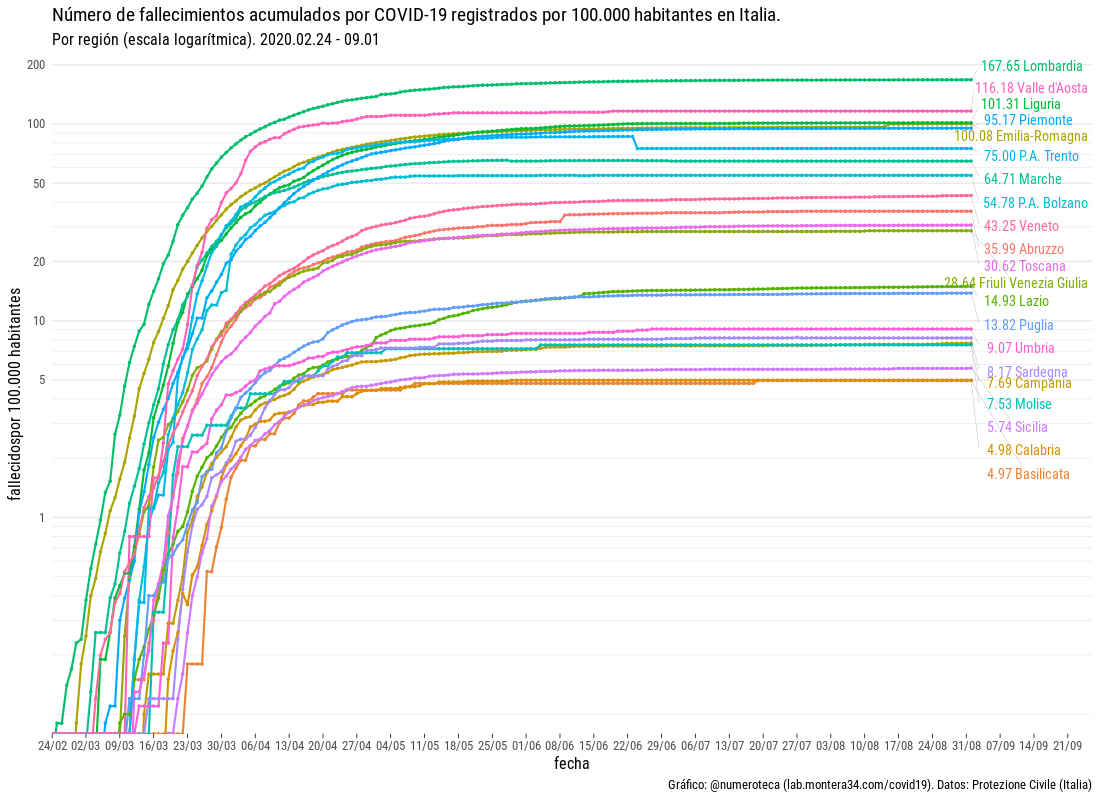 Número de fallecimientos acumulados por COVID-19 registrados por 100.000 habitantes en Italia.
Por región (escala logarítmica). 2020.02.24 - 09.01
fallecidospor 100.000 habitantes
200
100
50
20
10
5
1
167.65 Lombardia
116.18 Valle d'Aosta
101.31 Liguria
95.17 Piemonte
100.08 Emilia-Romagna
75.00 P.A. Trento
64.71 Marche
54.78 P.A. Bolzano
43.25 Veneto
35.99 Abruzzo
30.62 Toscana
28.64 Friuli Venezia Giulia
14.93 Lazio
13.82 Puglia
9.07 Umbria
8.17 Sardegna
7.69 Campania
7.53 Molise
5.74 Sicilia
4.98 Calabria
4.97 Basilicata
24/02 02/03 09/03 16/03 23/03 30/03 06/04 13/04 20/04 27/04 04/05 11/05 18/05 25/05 01/06 08/06 15/06 22/06 29/06 06/07 13/07 20/07 27/07 03/08 10/08 17/08 24/08 31/08 07/09 14/09 21/09
fecha
Gráfico: @numeroteca (lab.montera34.com/covid19). Datos: Protezione Civile (Italia)